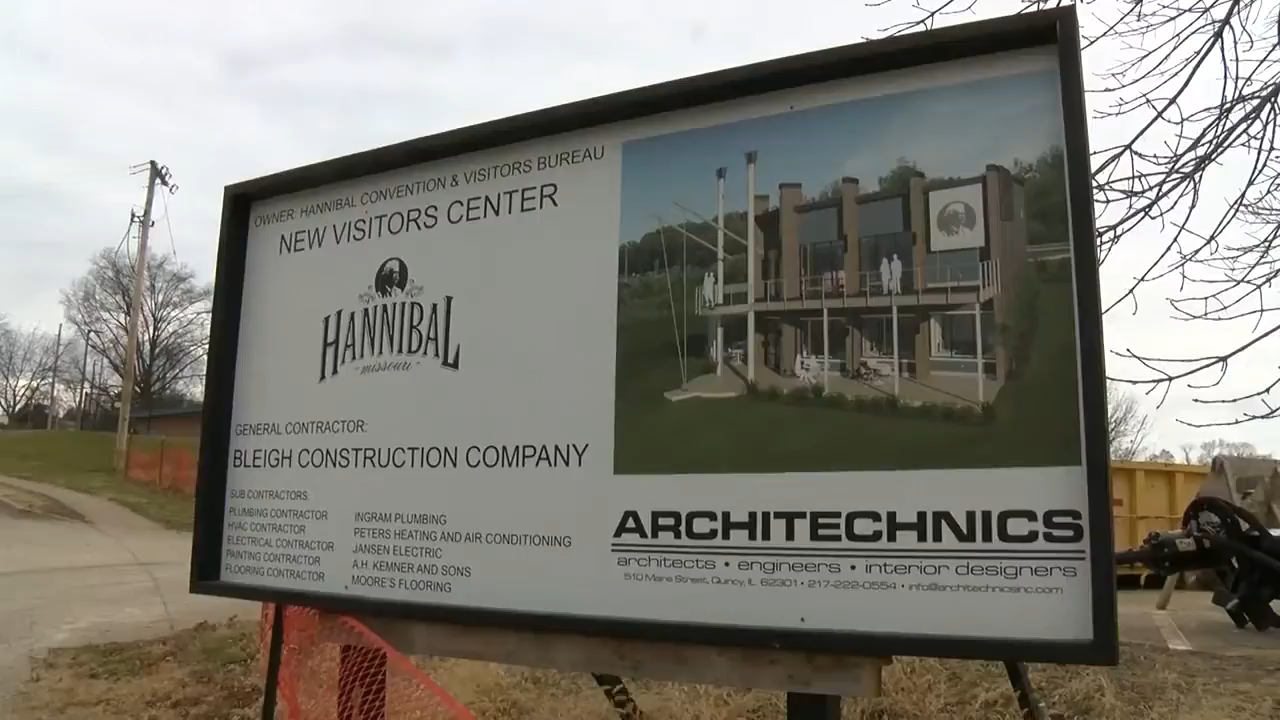 OWNER: HANNIBAL CONVENTION & VISITORS BUREAU
NEW VISITORS CENTER
HANNIBAL
- missouri -
GENERAL CONTRACTOR:
BLEIGH CONSTRUCTION COMPANY
SUB CONTRACTORS:
PLUMBING CONTRACTOR INGRAM PLUMBING
HVAC CONTRACTOR PETERS HEATING AND AIR CONDITIONING
ELECTRICAL CONTRACTOR JANSEN ELECTRIC
PAINTING CONTRACTOR A.H. KEMNER AND SONS
FLOORING CONTRACTOR MOORE'S FLOORING
ARCHITECHNICS
architects • engineers • interior designers
510 Maine Street, Quincy, IL 62301 • 217-222-0554 • info@architechnicsinc.com